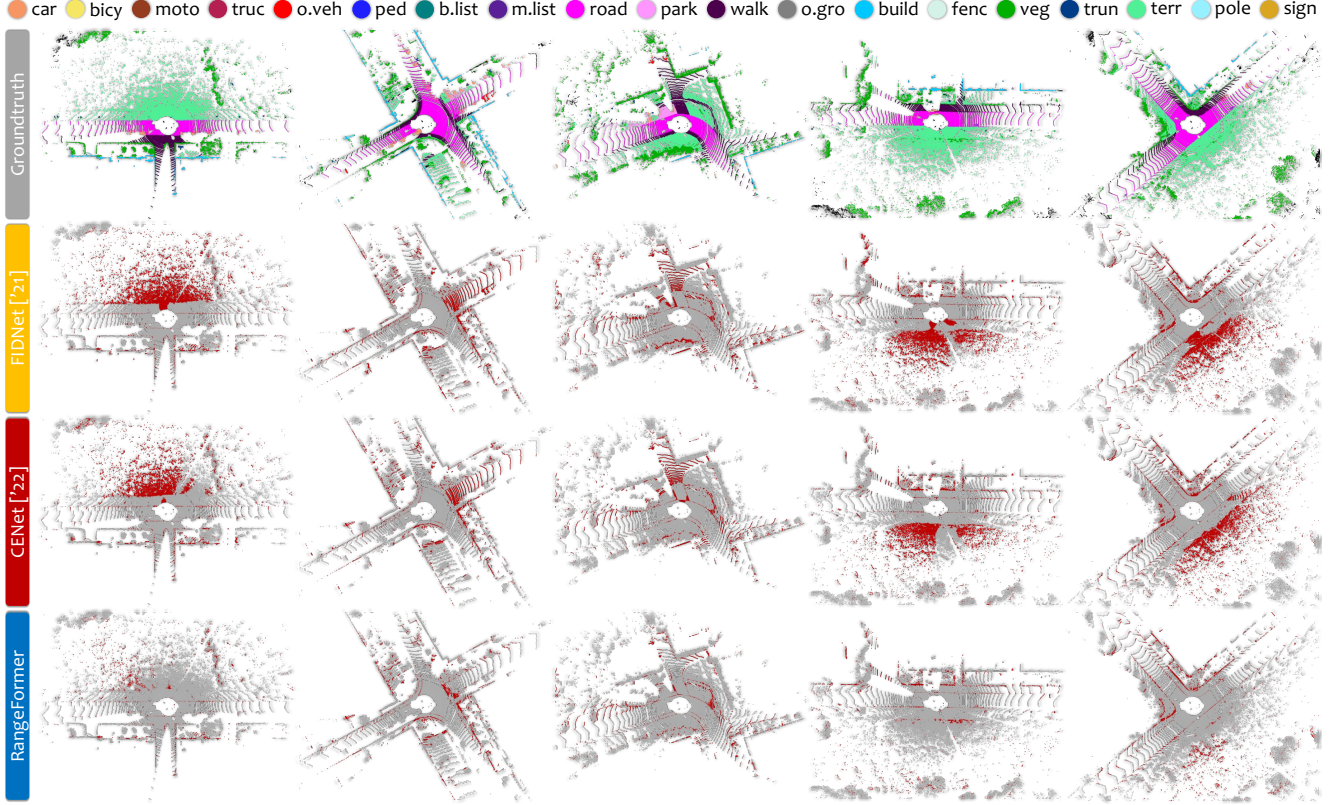 car bicy moto truc o.veh ped b.list m.list road park walk o.gro build fenc veg trun terr pole sign
Groundtruth
FIDNet ['21]
CENet ['22]
RangeFormer